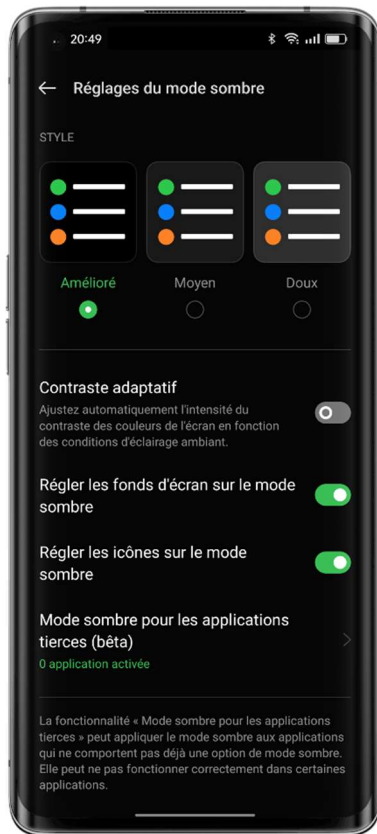 20:49
Réglages du mode sombre
STYLE
Amélioré Moyen Doux
Contraste adaptatif
Ajustez automatiquement l'intensité du
contraste des couleurs de l'écran en fonction
des conditions d'éclairage ambiant.
Régler les fonds d'écran sur le mode
sombre
Régler les icônes sur le mode
sombre
Mode sombre pour les applications
tierces (bêta)
0 application activée
La fonctionnalité « Mode sombre pour les applications
tierces » peut appliquer le mode sombre aux applications
qui ne comportent pas déjà une option de mode sombre.
Elle peut ne pas fonctionner correctement dans certaines
applications.